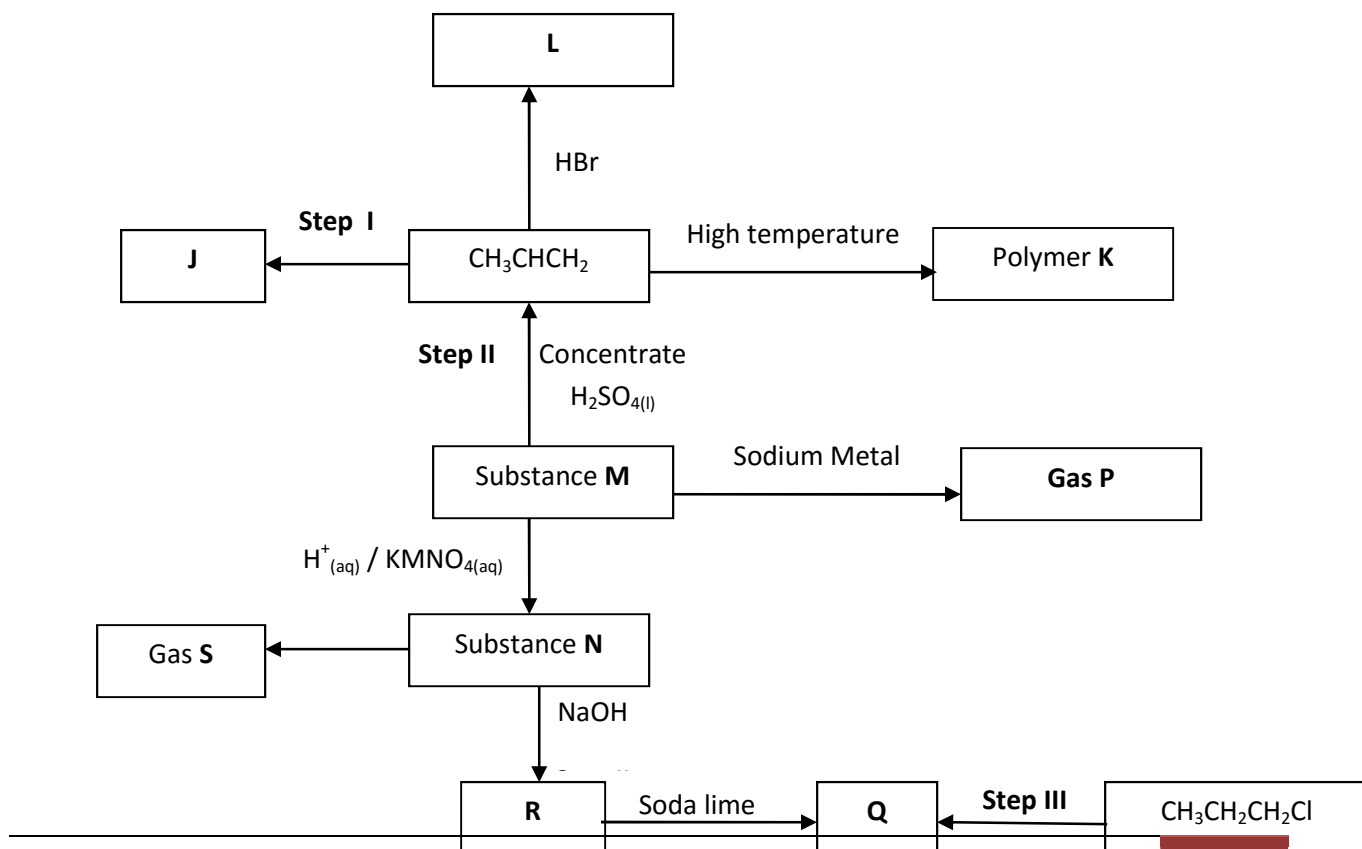 L
HBr
Step I
High temperature
J
CH₃CHCH₂
Polymer K
Step II
Concentrate
H₂SO₄₍ₗ₎
Sodium Metal
Substance M
Gas P
H⁺₍aq₎ / KMNO₄₍aq₎
Substance N
Gas S
NaOH
R
Soda lime
Q
Step III
CH₃CH₂CH₂Cl